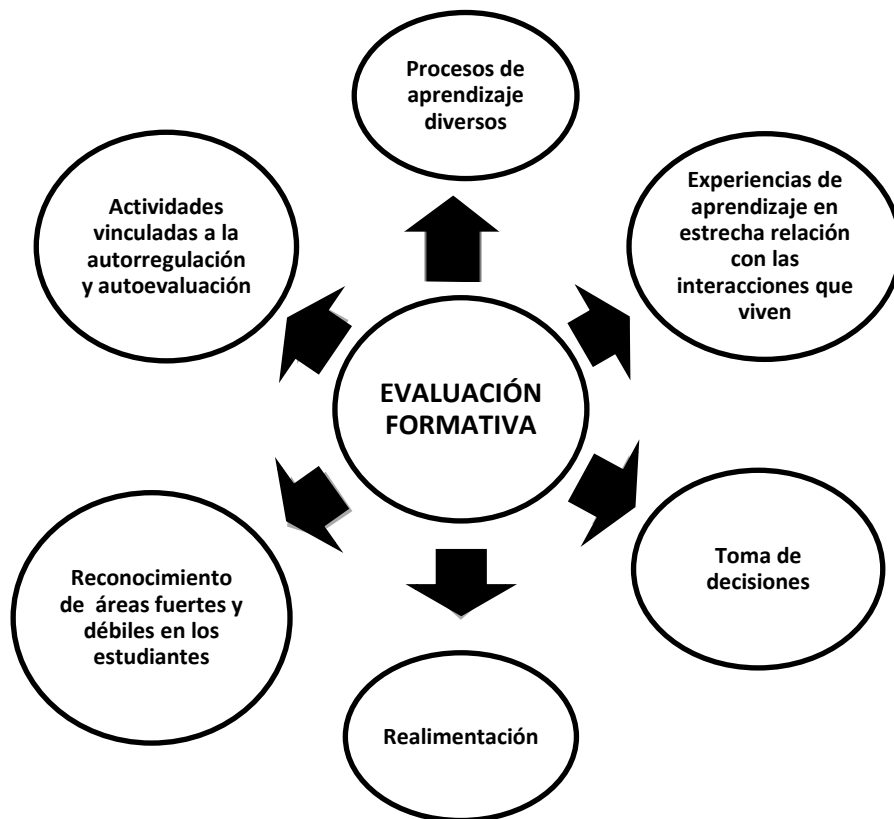 Procesos de
aprendizaje
diversos
Actividades
vinculadas a la
autorregulación
y autoevaluación
Experiencias de
aprendizaje en
estrecha relación
con las
interacciones que
viven
EVALUACIÓN
FORMATIVA
Reconocimiento
de áreas fuertes y
débiles en los
estudiantes
Toma de
decisiones
Realimentación